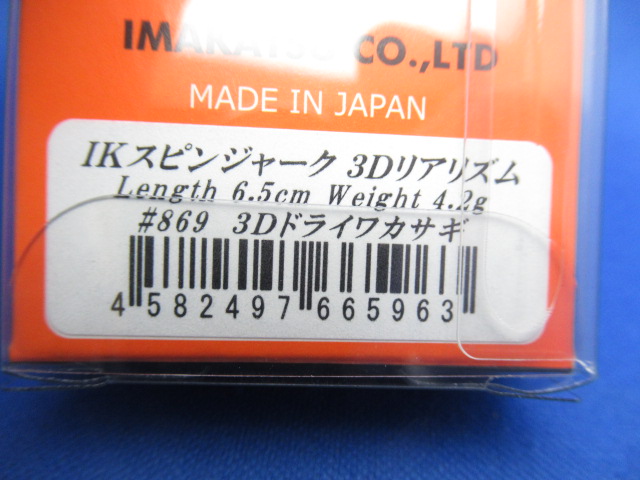 IMAKATSU CO.,LTD
MADE IN JAPAN
IKスピンジャーク 3Dリアリズム
Length 6.5cm Weight 4.2g
#869 3Dドライワカサギ
4 582497 665963